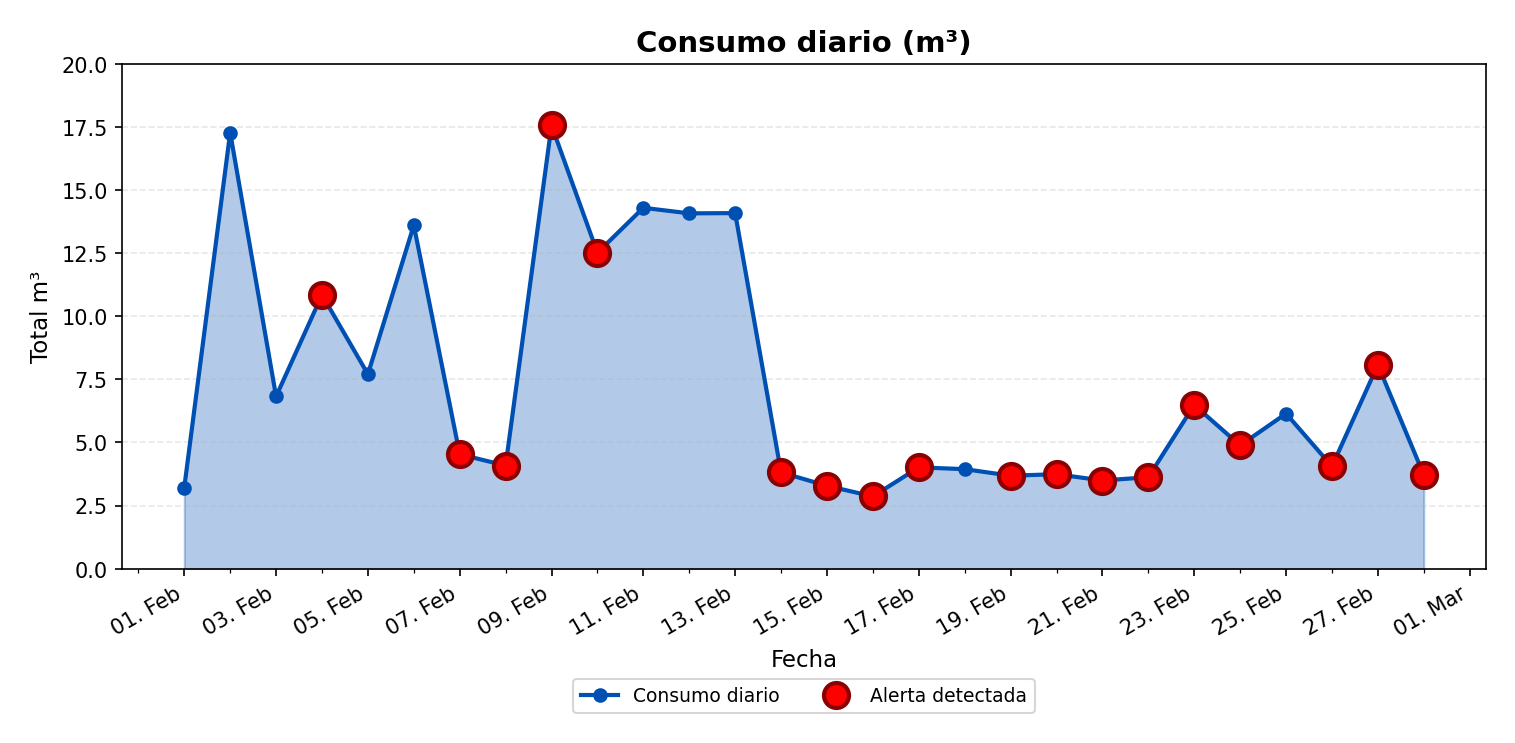 Consumo diario (m³)
20.0
17.5
15.0
12.5
10.0
7.5
5.0
2.5
0.0
Total m³
01. Feb
03. Feb
05. Feb
07. Feb
09. Feb
11. Feb
13. Feb
15. Feb
17. Feb
19. Feb
21. Feb
23. Feb
25. Feb
27. Feb
01. Mar
Fecha
Consumo diario
Alerta detectada